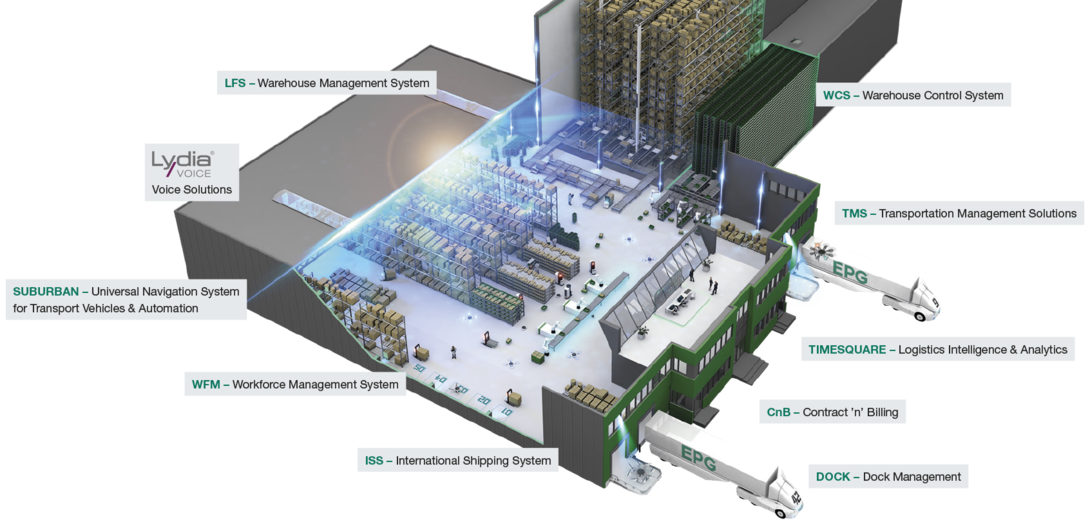 LFS – Warehouse Management System
WCS – Warehouse Control System
Lydia®
VOICE
Voice Solutions
TMS – Transportation Management Solutions
EPG
9
SUBURBAN – Universal Navigation System
for Transport Vehicles & Automation
TIMESQUARE – Logistics Intelligence & Analytics
WFM – Workforce Management System
50
40
20
10
CnB – Contract ’n’ Billing
ISS – International Shipping System
EPG
42
DOCK – Dock Management